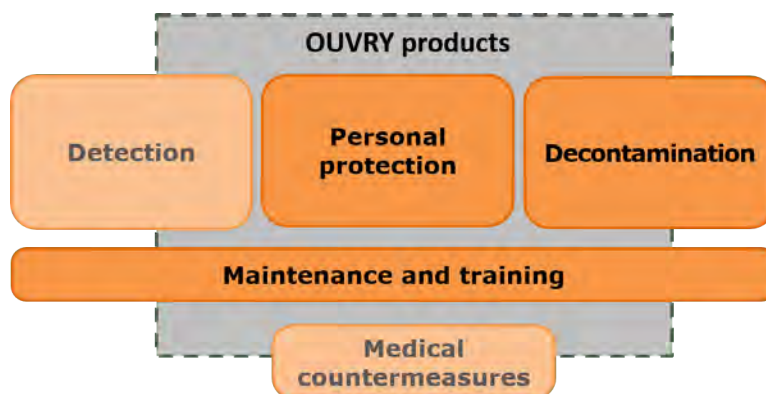 OUVRY products
Detection
Personal
protection
Decontamination
Maintenance and training
Medical
countermeasures